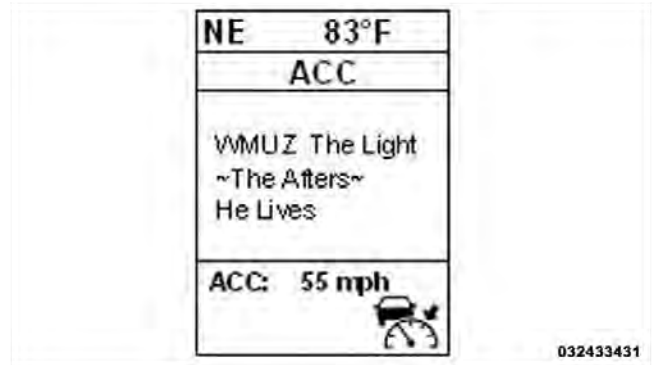 NE 83°F
ACC
WMUZ The Light
~The Afters~
He Lives
ACC: 55 mph
032433431